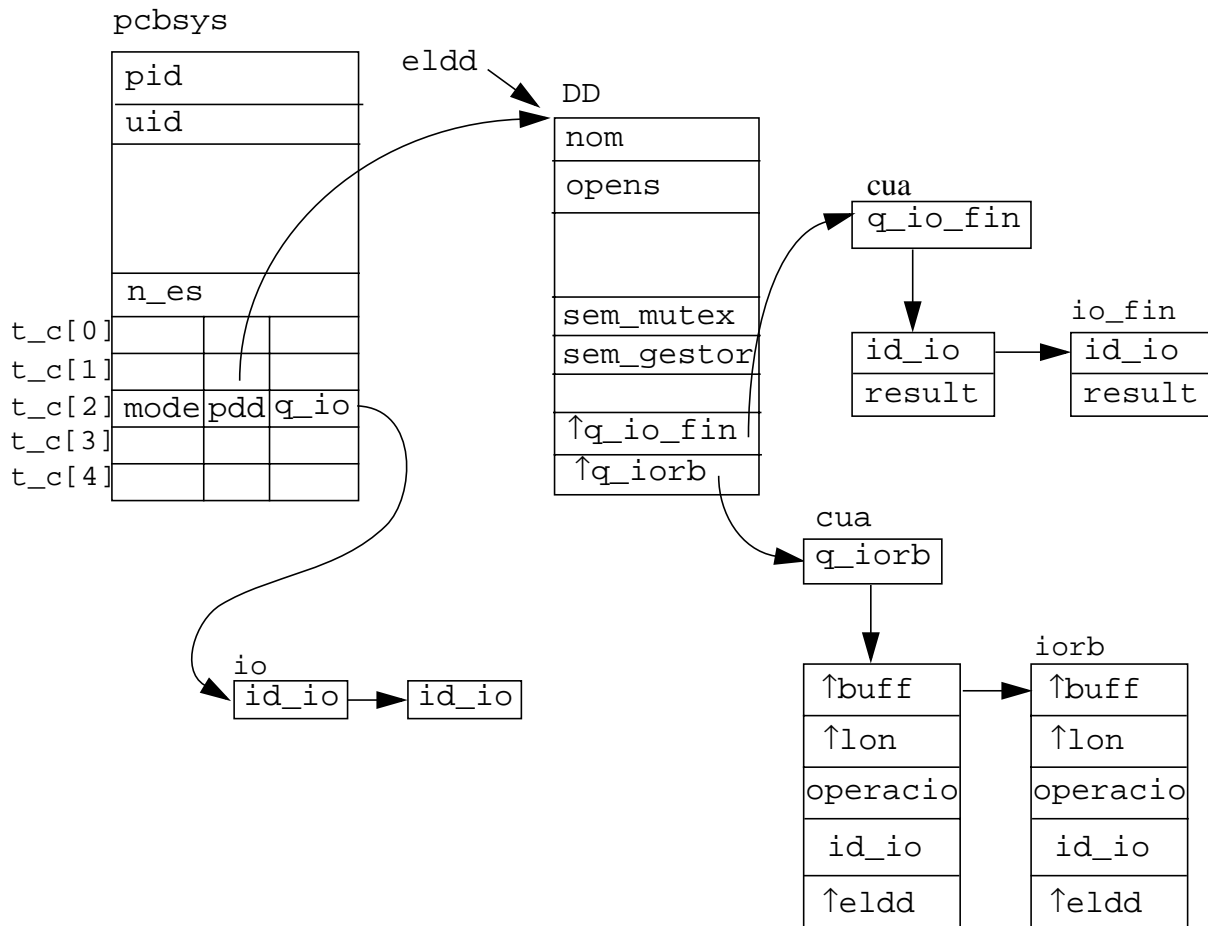 pcbsys
pid
uid
n_es
t_c[0]
t_c[1]
t_c[2] mode pdd q_io
t_c[3]
t_c[4]
eldd
DD
nom
opens
sem_mutex
sem_gestor
↑q_io_fin
↑q_iorb
cua
q_io_fin
id_io
result
io_fin
id_io
result
cua
q_iorb
↑buff
↑lon
operacio
id_io
↑eldd
iorb
↑buff
↑lon
operacio
id_io
↑eldd
io
id_io
id_io